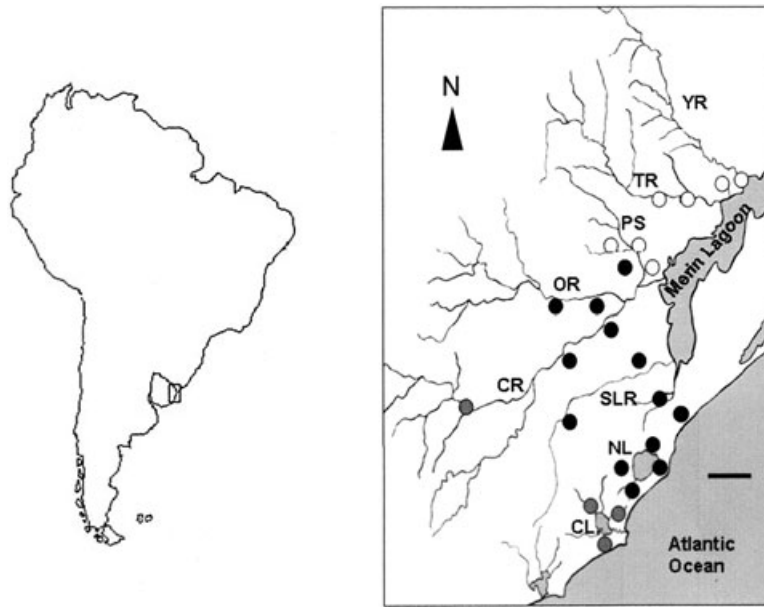 N
YR
TR
PS
Merin Lagoon
OR
CR
SLR
NL
CL
Atlantic
Ocean